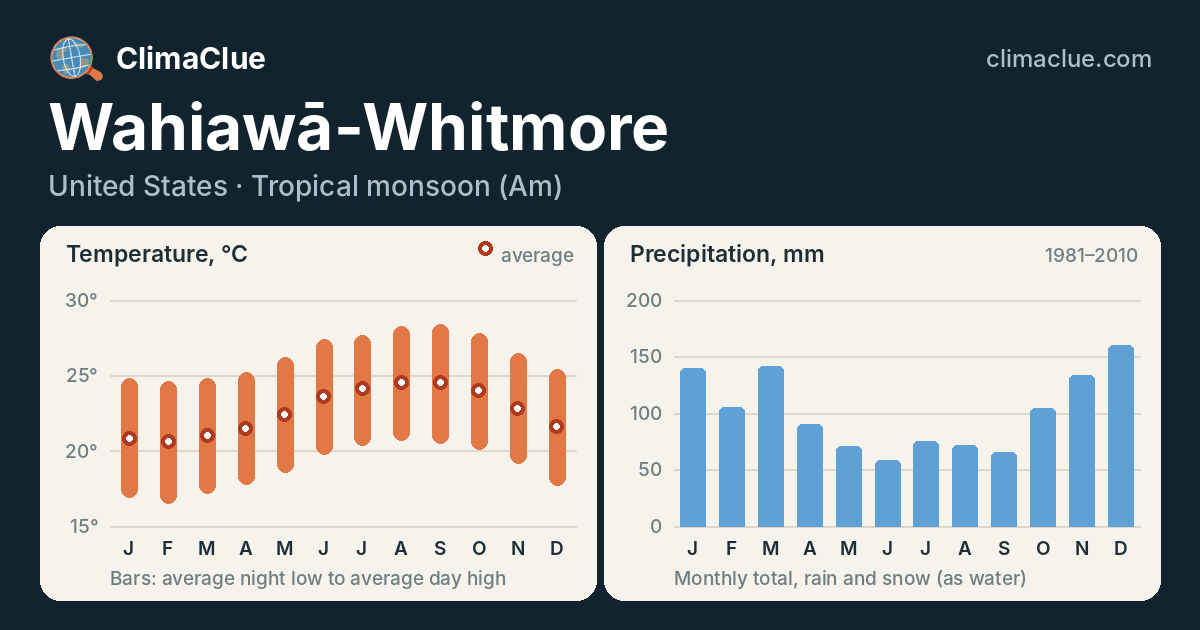 ClimaClue
climaclue.com
Wahiawā-Whitmore
United States · Tropical monsoon (Am)
Temperature, °C
average
30°
25°
20°
15°
J F M A M J J A S O N D
Bars: average night low to average day high
Precipitation, mm
1981–2010
200
150
100
50
0
J F M A M J J A S O N D
Monthly total, rain and snow (as water)